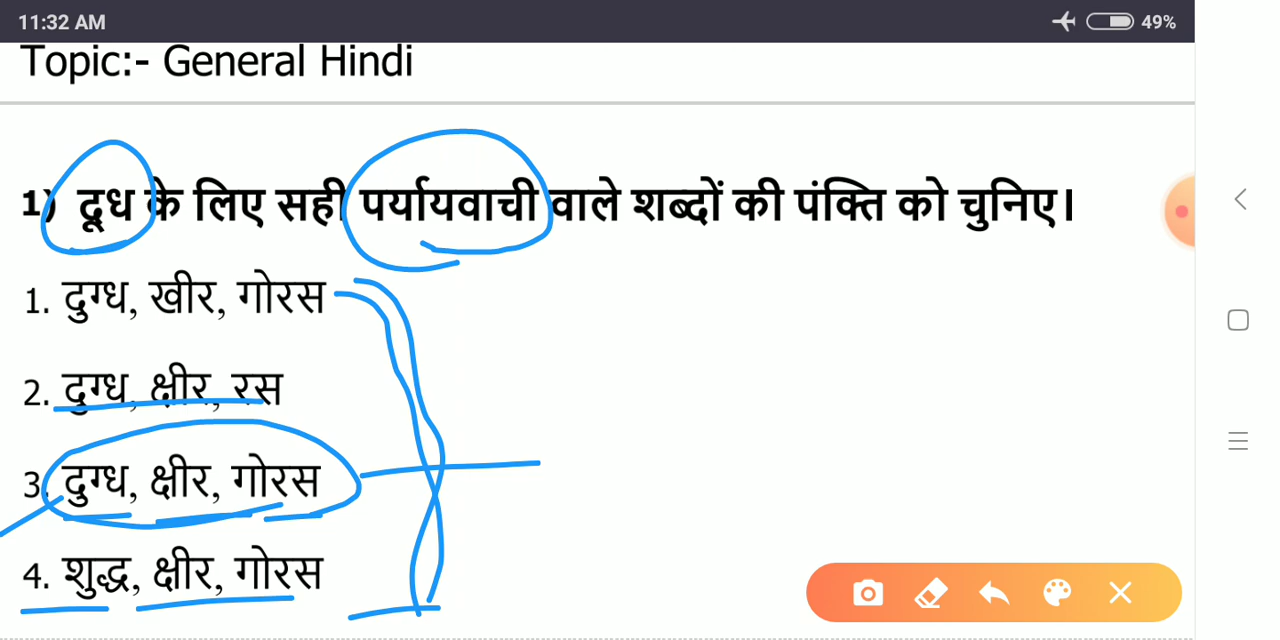 11:32 AM 49%
Topic:- General Hindi
1) दूध के लिए सही पर्यायवाची वाले शब्दों की पंक्ति को चुनिए।
1. दुग्ध, खीर, गोरस
2. दुग्ध, क्षीर, रस
3. दुग्ध, क्षीर, गोरस
4. शुद्ध, क्षीर, गोरस